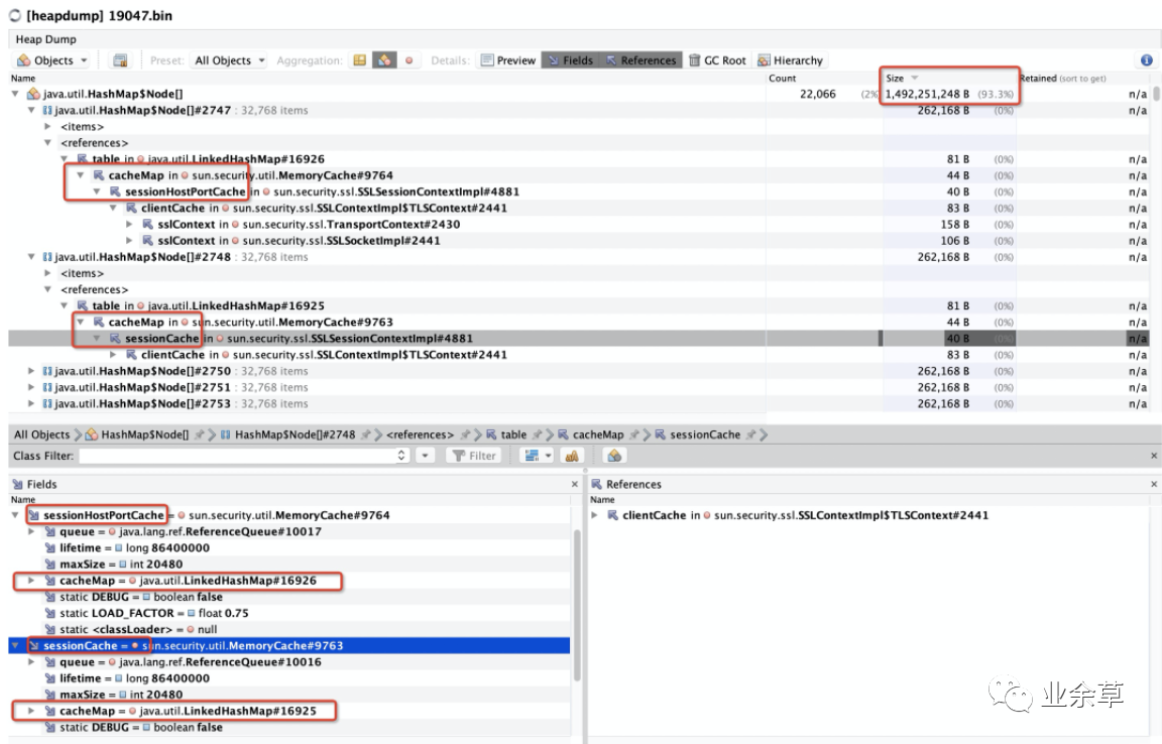 [heapdump] 19047.bin
Heap Dump
Objects Preset: All Objects Aggregation: Details: Preview Fields References GC Root Hierarchy
Name Count Size Retained (sort to get)
java.util.HashMap$Node[] 22,066 (2% 1,492,251,248 B (93.3%) n/a
java.util.HashMap$Node[]#2747 : 32,768 items 262,168 B (0%) n/a
<items>
<references>
table in java.util.LinkedHashMap#16926 81 B (0%) n/a
cacheMap in sun.security.util.MemoryCache#9764 44 B (0%) n/a
sessionHostPortCache in sun.security.ssl.SSLSessionContextImpl#4881 40 B (0%) n/a
clientCache in sun.security.ssl.SSLContextImpl$TLSContext#2441 83 B (0%) n/a
sslContext in sun.security.ssl.TransportContext#2430 158 B (0%) n/a
sslContext in sun.security.ssl.SSLSocketImpl#2441 106 B (0%) n/a
java.util.HashMap$Node[]#2748 : 32,768 items 262,168 B (0%) n/a
<items>
<references>
table in java.util.LinkedHashMap#16925 81 B (0%) n/a
cacheMap in sun.security.util.MemoryCache#9763 44 B (0%) n/a
sessionCache in sun.security.ssl.SSLSessionContextImpl#4881 40 B (0%) n/a
clientCache in sun.security.ssl.SSLContextImpl$TLSContext#2441 83 B (0%) n/a
java.util.HashMap$Node[]#2750 : 32,768 items 262,168 B (0%) n/a
java.util.HashMap$Node[]#2751 : 32,768 items 262,168 B (0%) n/a
java.util.HashMap$Node[]#2753 : 32,768 items 262,168 B (0%) n/a
All Objects HashMap$Node[] HashMap$Node[]#2748 <references> table cacheMap sessionCache
Class Filter: Filter
Fields
Name
sessionHostPortCache = sun.security.util.MemoryCache#9764
queue = java.lang.ref.ReferenceQueue#10017
lifetime = long 86400000
maxSize = int 20480
cacheMap = java.util.LinkedHashMap#16926
static DEBUG = boolean false
static LOAD_FACTOR = float 0.75
static <classLoader> = null
sessionCache = sun.security.util.MemoryCache#9763
queue = java.lang.ref.ReferenceQueue#10016
lifetime = long 86400000
maxSize = int 20480
cacheMap = java.util.LinkedHashMap#16925
static DEBUG = boolean false
References
Name
clientCache in sun.security.ssl.SSLContextImpl$TLSContext#2441
业余草